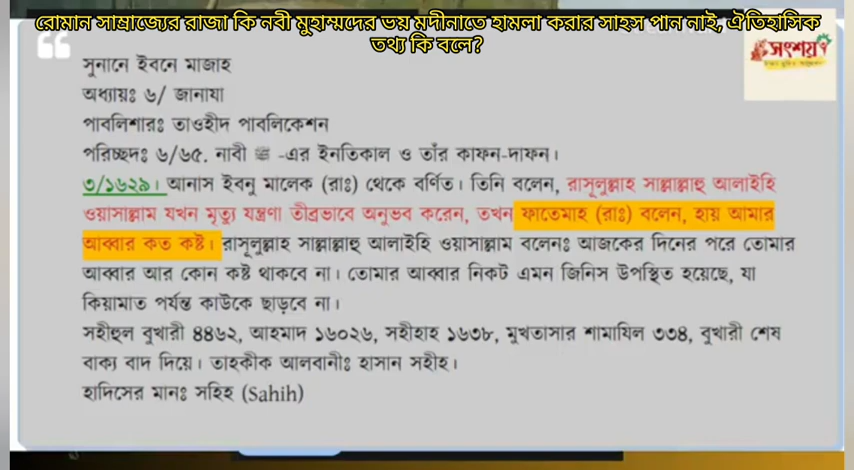 রোমান সাম্রাজ্যের রাজা কি নবী মুহাম্মদের ভয় মদীনাতে হামলা করার সাহস পান নাই, ঐতিহাসিক
তথ্য কি বলে?
সংশয়
সুনানে ইবনে মাজাহ
অধ্যায়ঃ ৬/ জানাযা
পাবলিশারঃ তাওহীদ পাবলিকেশন
পরিচ্ছদঃ ৬/৬৫. নাবী ﷺ -এর ইনতিকাল ও তাঁর কাফন-দাফন।
৩/১৬২৯। আনাস ইবনু মালেক (রাঃ) থেকে বর্ণিত। তিনি বলেন, রাসূলুল্লাহ সাল্লাল্লাহু আলাইহি
ওয়াসাল্লাম যখন মৃত্যু যন্ত্রণা তীব্রভাবে অনুভব করেন, তখন ফাতেমাহ (রাঃ) বলেন, হায় আমার
আব্বার কত কষ্ট। রাসূলুল্লাহ সাল্লাল্লাহু আলাইহি ওয়াসাল্লাম বলেনঃ আজকের দিনের পরে তোমার
আব্বার আর কোন কষ্ট থাকবে না। তোমার আব্বার নিকট এমন জিনিস উপস্থিত হয়েছে, যা
কিয়ামাত পর্যন্ত কাউকে ছাড়বে না।
সহীহুল বুখারী ৪৪৬২, আহমাদ ১৬০২৬, সহীহাহ ১৬৩৮, মুখতাসার শামাযিল ৩৩৪, বুখারী শেষ
বাক্য বাদ দিয়ে। তাহকীক আলবানীঃ হাসান সহীহ।
হাদিসের মানঃ সহিহ (Sahih)